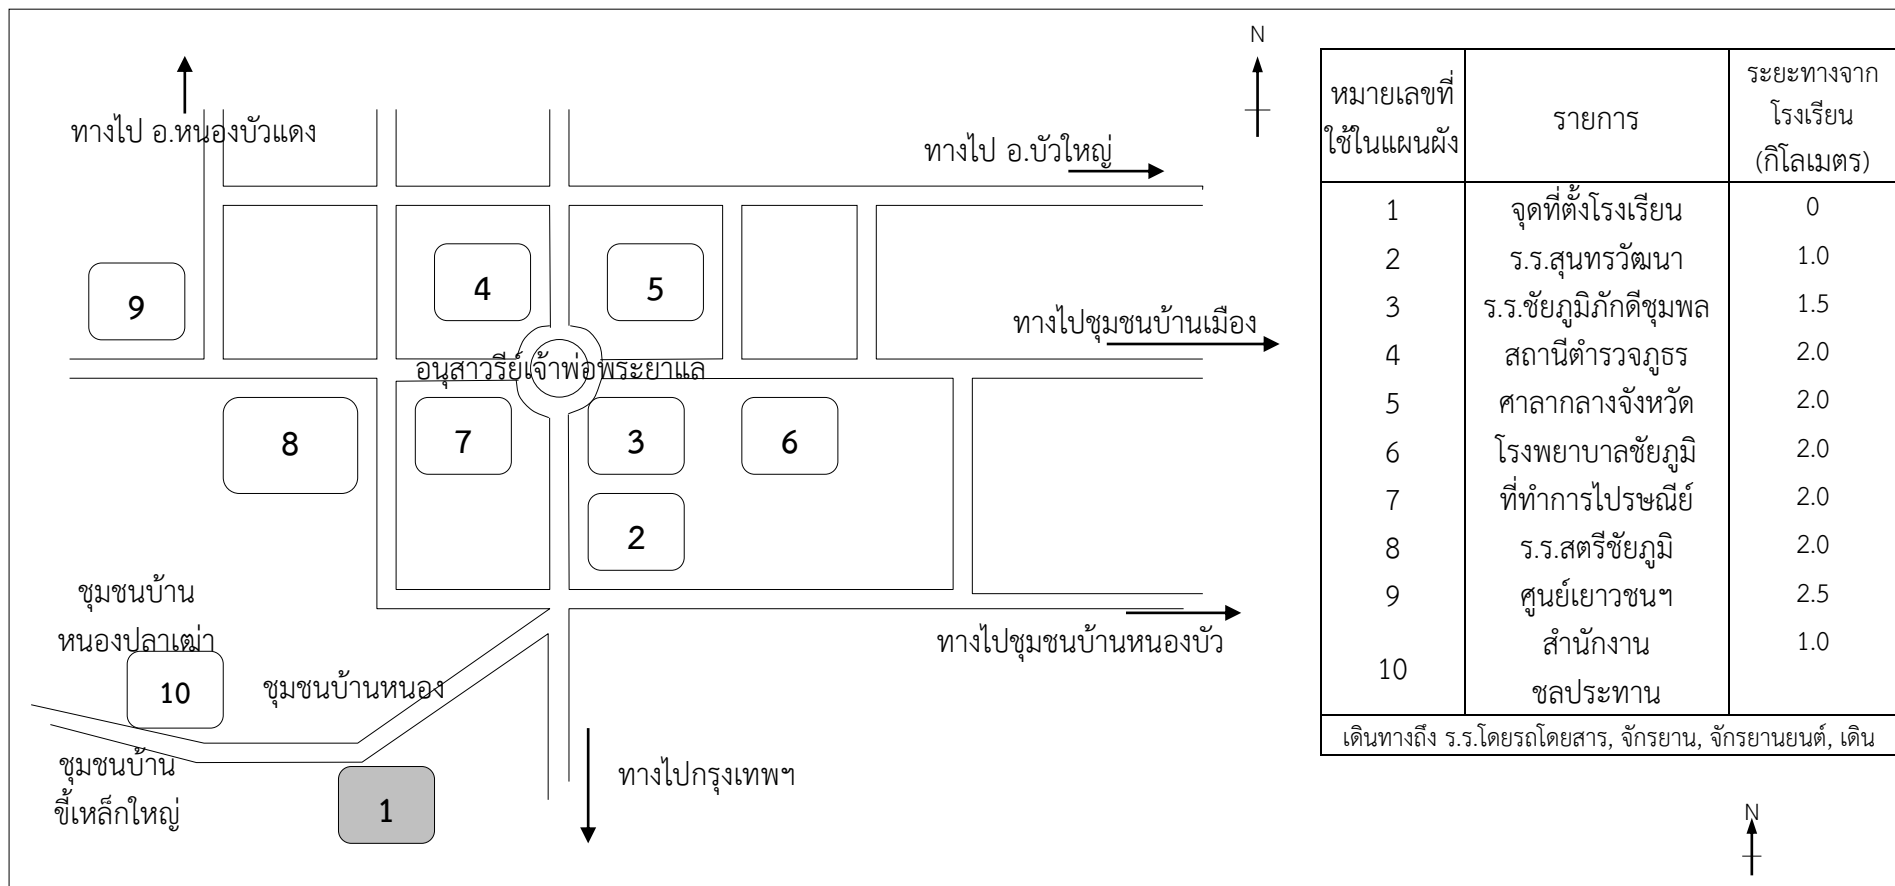 N
ทางไป อ.หนองบัวแดง
ทางไป อ.บัวใหญ่
9
4
5
ทางไปชุมชนบ้านเมือง
อนุสาวรีย์เจ้าพ่อพระยาแล
8
7
3
6
2
ชุมชนบ้าน
หนองปลาเฒ่า
ทางไปชุมชนบ้านหนองบัว
10
ชุมชนบ้านหนอง
ชุมชนบ้าน
ขี้เหล็กใหญ่
1
ทางไปกรุงเทพฯ
หมายเลขที่
ใช้ในแผนผัง
รายการ
ระยะทางจาก
โรงเรียน
(กิโลเมตร)
1 จุดที่ตั้งโรงเรียน 0
2 ร.ร.สุนทรวัฒนา 1.0
3 ร.ร.ชัยภูมิภักดีชุมพล 1.5
4 สถานีตำรวจภูธร 2.0
5 ศาลากลางจังหวัด 2.0
6 โรงพยาบาลชัยภูมิ 2.0
7 ที่ทำการไปรษณีย์ 2.0
8 ร.ร.สตรีชัยภูมิ 2.0
9 ศูนย์เยาวชนฯ 2.5
10 สำนักงาน 1.0
ชลประทาน
เดินทางถึง ร.ร.โดยรถโดยสาร, จักรยาน, จักรยานยนต์, เดิน
N